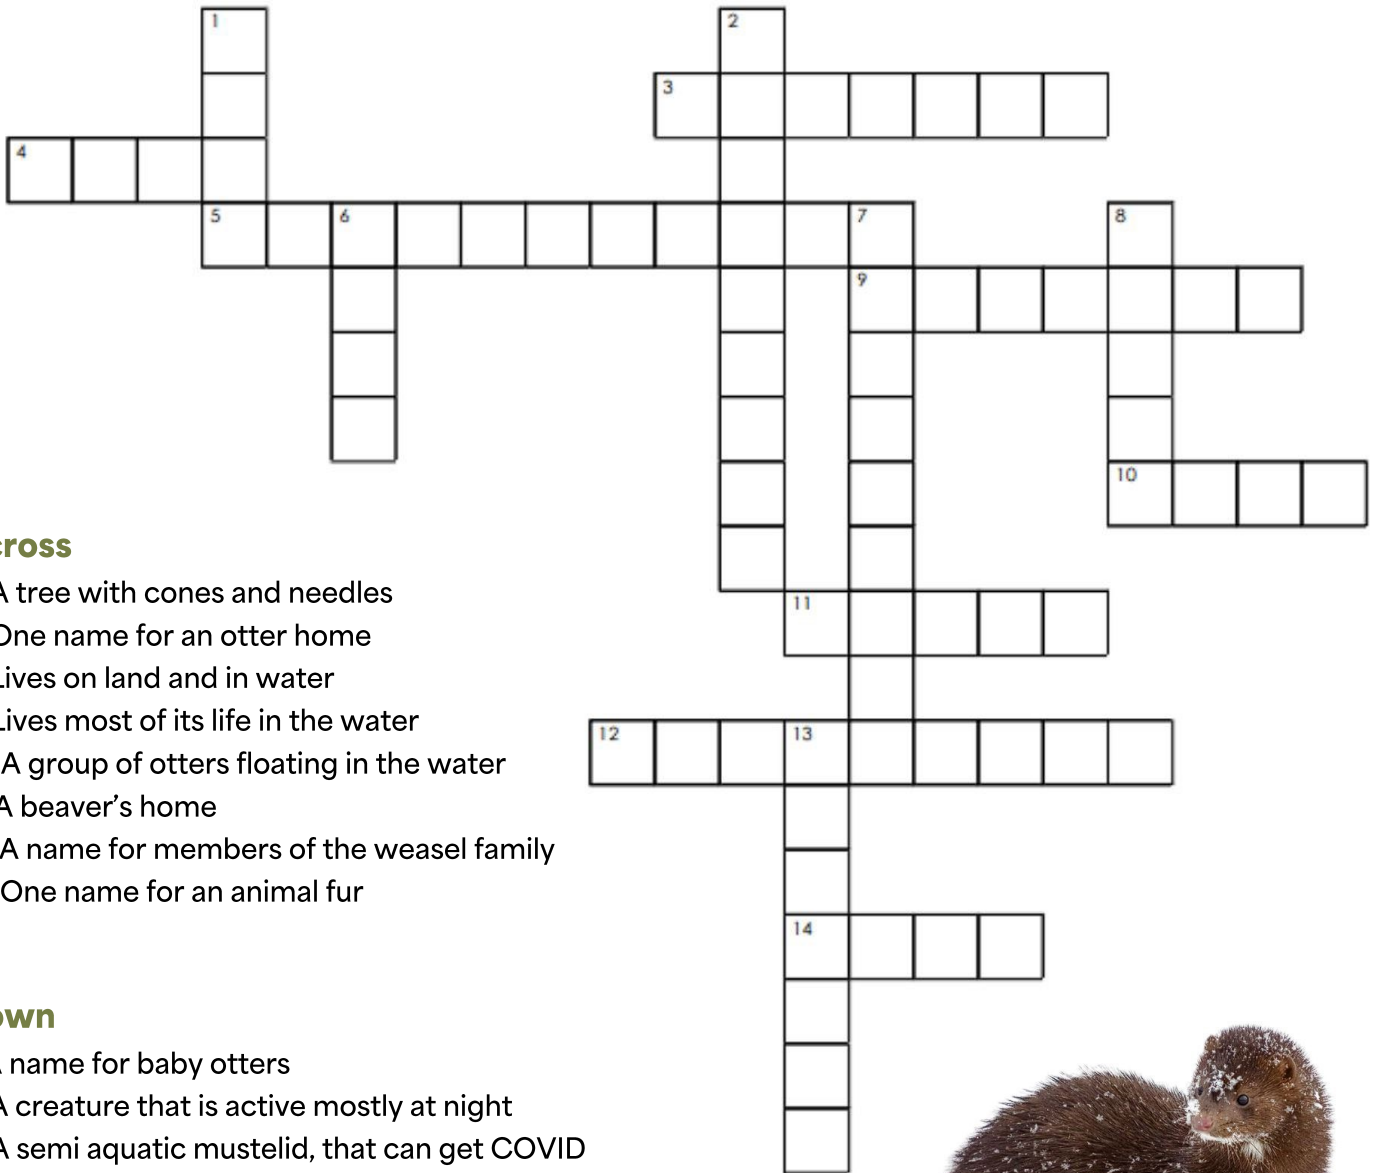 1
2
3
4
5
6
7
8
9
10
11
12
13
14
cross
A tree with cones and needles
One name for an otter home
Lives on land and in water
Lives most of its life in the water
A group of otters floating in the water
A beaver's home
A name for members of the weasel family
One name for an animal fur
own
A name for baby otters
A creature that is active mostly at night
A semi aquatic mustelid, that can get COVID